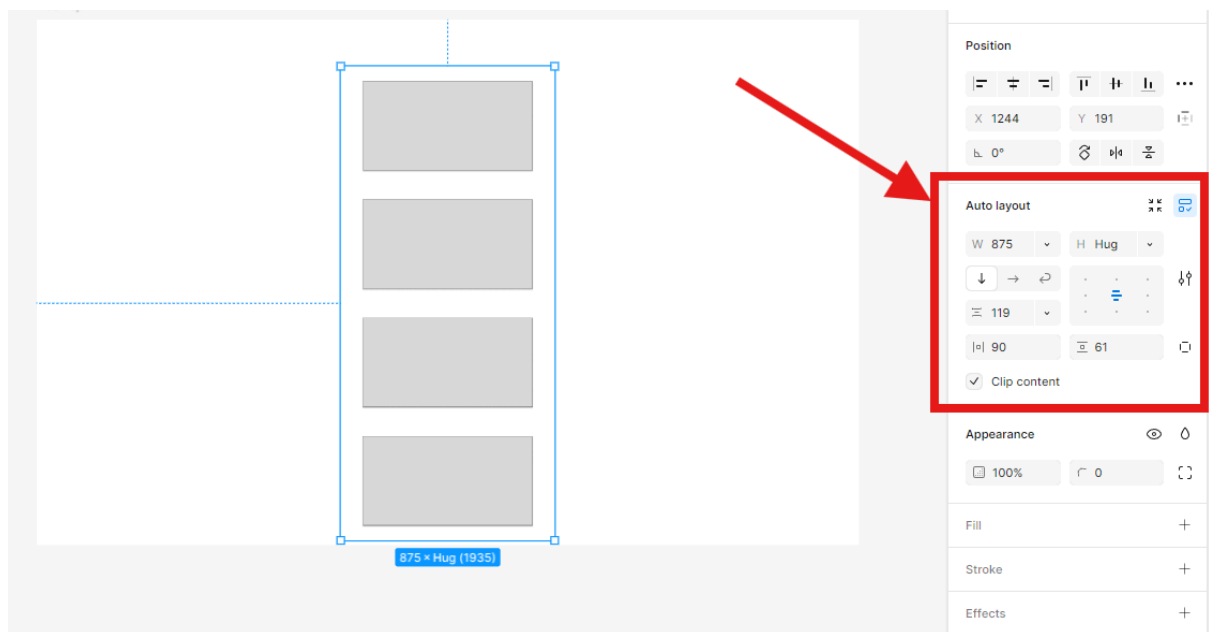 Position
X 1244 Y 191
0°
Auto layout
W 875 H Hug
119
90 61
Clip content
Appearance
100% 0
Fill
Stroke
Effects
875 × Hug (1935)